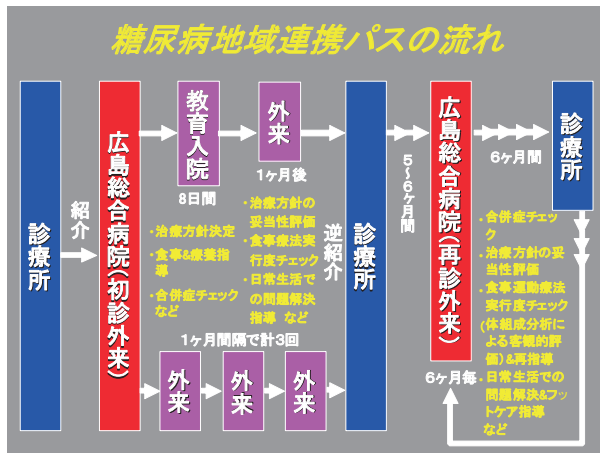 糖尿病地域連携パスの流れ
診療所
紹介
広島総合病院(初診外来)
教育入院
8日間
・治療方針決定
・食事&療養指
導
・合併症チェック
など
外来
1ヶ月後
・治療方針の
妥当性評価
・食事療法実
行度チェック
・日常生活で
の問題解決
指導 など
1ヶ月間隔で計3回
外来
外来
外来
逆紹介
診療所
5～6ヶ月間
広島総合病院(再診外来)
6ヶ月間
診療所
・合併症チェッ
ク
・治療方針の妥
当性評価
・食事運動療法
実行度チェック
(体組成分析に
よる客観的評
価)&再指導
・日常生活での
問題解決&フッ
トケア指導
など
6ヶ月毎